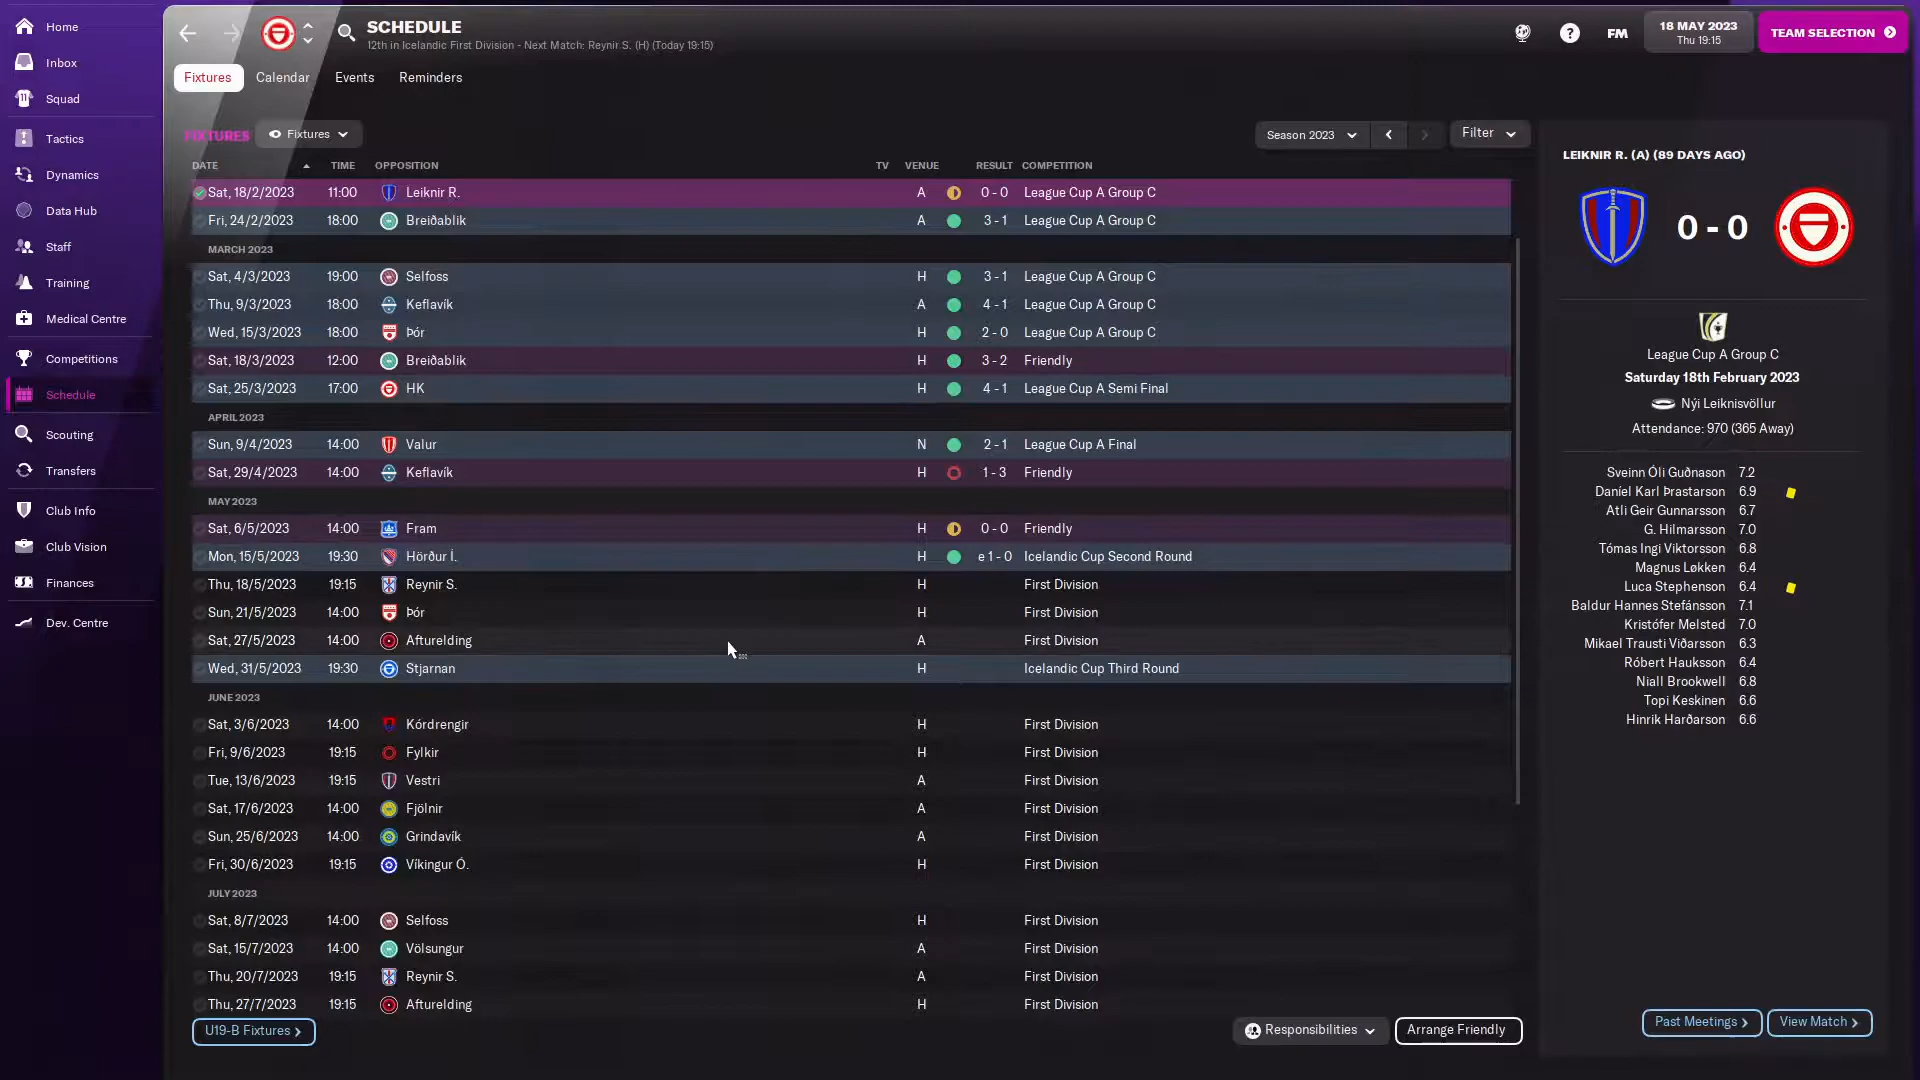 Home
Inbox
Squad
Tactics
Dynamics
Data Hub
Staff
Training
Medical Centre
Competitions
Schedule
Scouting
Transfers
Club Info
Club Vision
Finances
Dev. Centre
SCHEDULE
12th in Icelandic First Division - Next Match: Reynir S. (H) (Today 19:15)
FM
18 MAY 2023
Thu 19:15
TEAM SELECTION
Fixtures Calendar Events Reminders
FIXTURES Fixtures Season 2023 Filter
DATE TIME OPPOSITION TV VENUE RESULT COMPETITION
Sat, 18/2/2023 11:00 Leiknir R. A 0 - 0 League Cup A Group C
Fri, 24/2/2023 18:00 Breiðablik A 3 - 1 League Cup A Group C
MARCH 2023
Sat, 4/3/2023 19:00 Selfoss H 3 - 1 League Cup A Group C
Thu, 9/3/2023 18:00 Keflavík A 4 - 1 League Cup A Group C
Wed, 15/3/2023 18:00 Þór H 2 - 0 League Cup A Group C
Sat, 18/3/2023 12:00 Breiðablik H 3 - 2 Friendly
Sat, 25/3/2023 17:00 HK H 4 - 1 League Cup A Semi Final
APRIL 2023
Sun, 9/4/2023 14:00 Valur N 2 - 1 League Cup A Final
Sat, 29/4/2023 14:00 Keflavík H 1 - 3 Friendly
MAY 2023
Sat, 6/5/2023 14:00 Fram H 0 - 0 Friendly
Mon, 15/5/2023 19:30 Hörður Í. H e 1 - 0 Icelandic Cup Second Round
Thu, 18/5/2023 19:15 Reynir S. H First Division
Sun, 21/5/2023 14:00 Þór H First Division
Sat, 27/5/2023 14:00 Afturelding A First Division
Wed, 31/5/2023 19:30 Stjarnan H Icelandic Cup Third Round
JUNE 2023
Sat, 3/6/2023 14:00 Kórdrengir H First Division
Fri, 9/6/2023 19:15 Fylkir H First Division
Tue, 13/6/2023 19:15 Vestri A First Division
Sat, 17/6/2023 14:00 Fjölnir A First Division
Sun, 25/6/2023 14:00 Grindavík A First Division
Fri, 30/6/2023 19:15 Víkingur Ó. H First Division
JULY 2023
Sat, 8/7/2023 14:00 Selfoss H First Division
Sat, 15/7/2023 14:00 Völsungur A First Division
Thu, 20/7/2023 19:15 Reynir S. A First Division
Thu, 27/7/2023 19:15 Afturelding H First Division
U19-B Fixtures Responsibilities Arrange Friendly
LEIKNIR R. (A) (89 DAYS AGO)
0 - 0
League Cup A Group C
Saturday 18th February 2023
Nýi Leiknisvöllur
Attendance: 970 (365 Away)
Sveinn Óli Guðnason 7.2
Daníel Karl Þrastarson 6.9
Atli Geir Gunnarsson 6.7
G. Hilmarsson 7.0
Tómas Ingi Viktorsson 6.8
Magnus Løkken 6.4
Luca Stephenson 6.4
Baldur Hannes Stefánsson 7.1
Kristófer Melsted 7.0
Mikael Trausti Viðarsson 6.3
Róbert Hauksson 6.4
Niall Brookwell 6.8
Topi Keskinen 6.6
Hinrik Harðarson 6.6
Past Meetings View Match